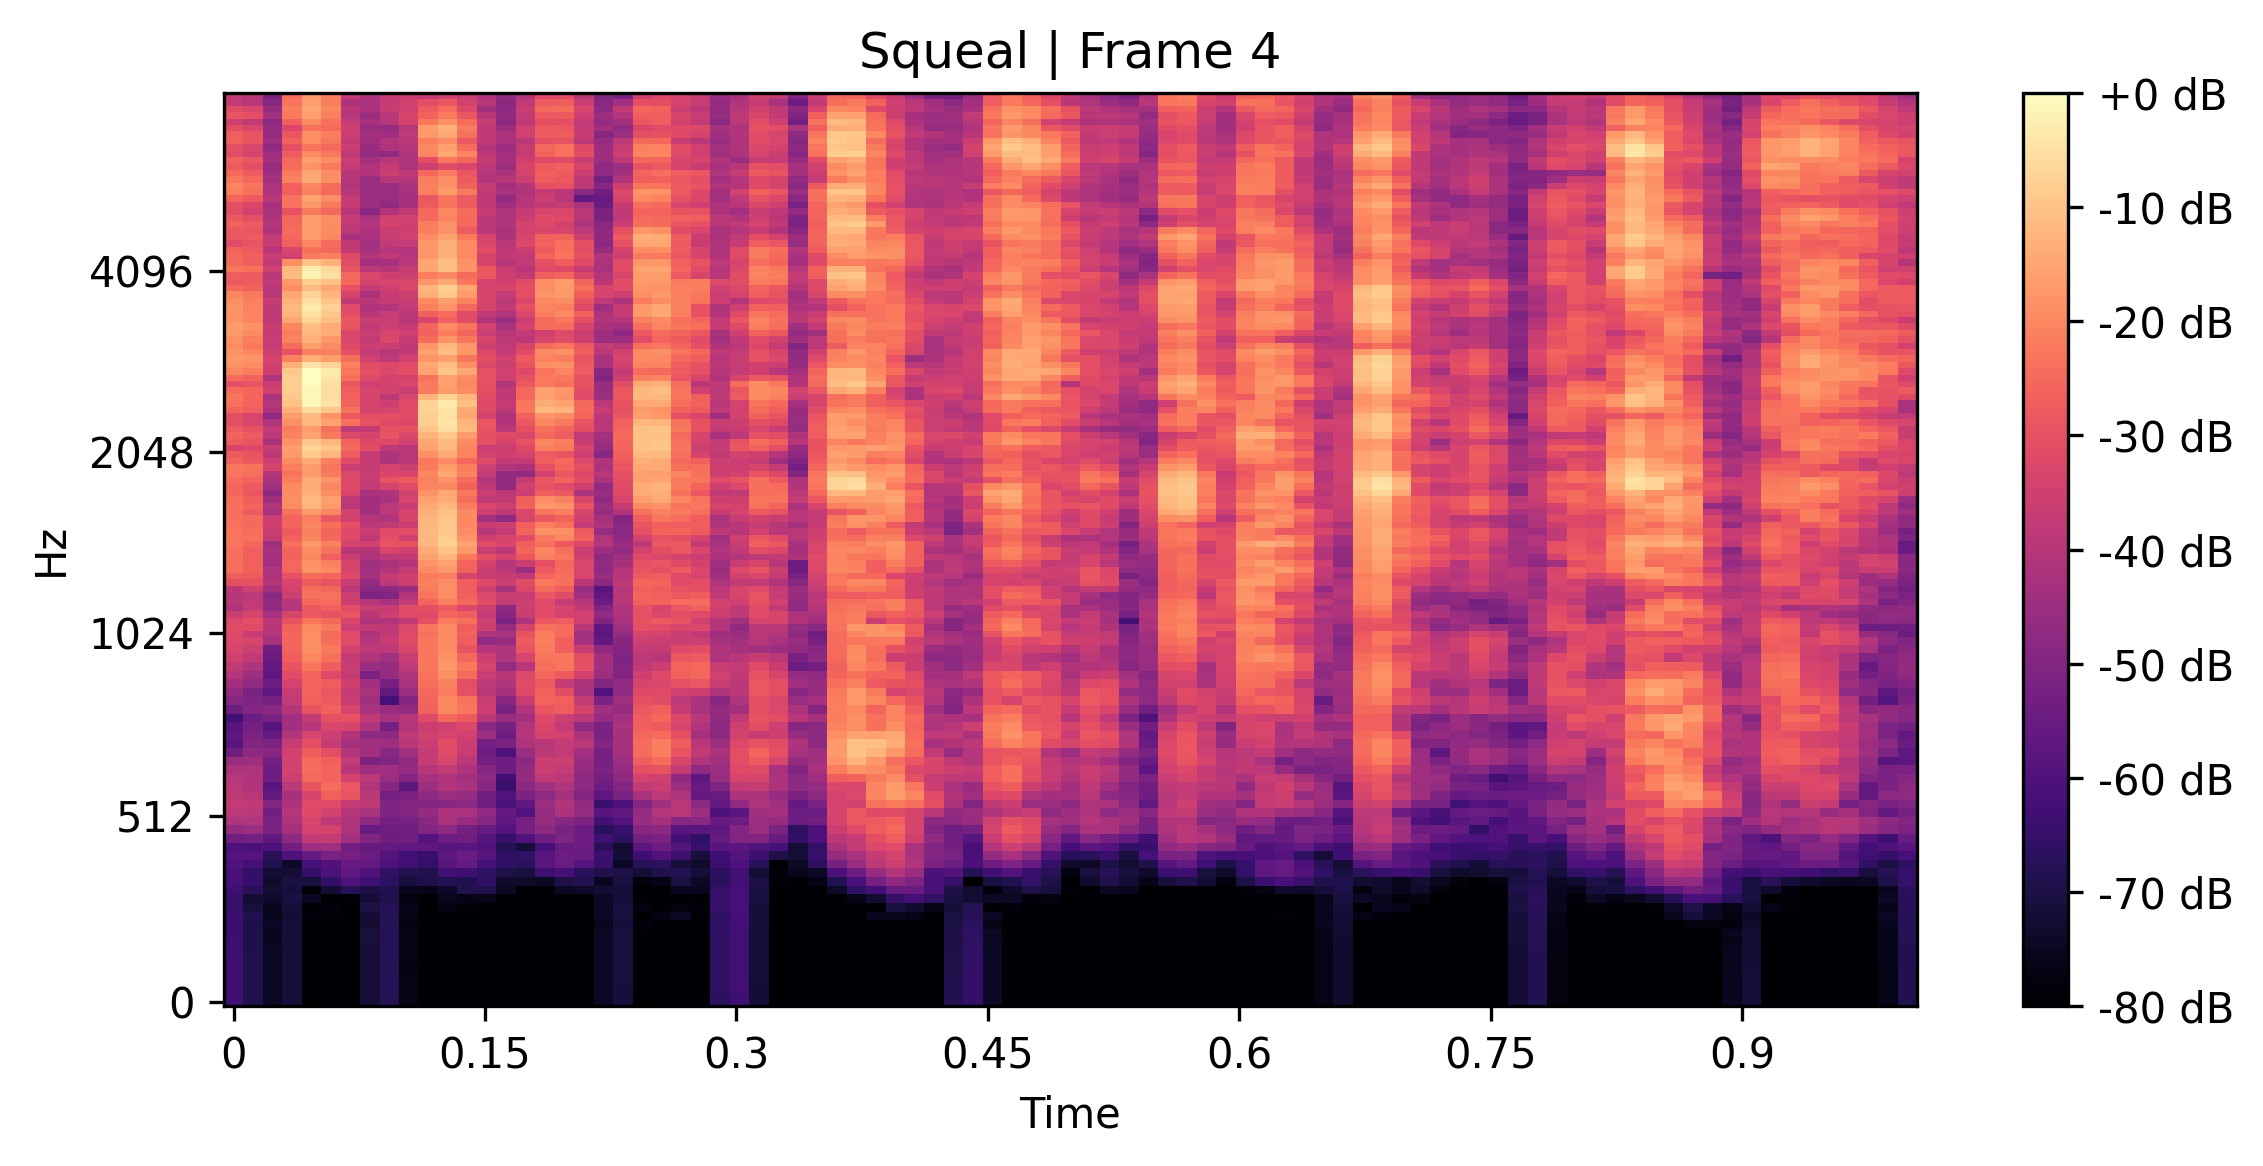 Squeal | Frame 4
+0 dB
-10 dB
-20 dB
-30 dB
-40 dB
-50 dB
-60 dB
-70 dB
-80 dB
Hz
4096
2048
1024
512
0
0 0.15 0.3 0.45 0.6 0.75 0.9
Time